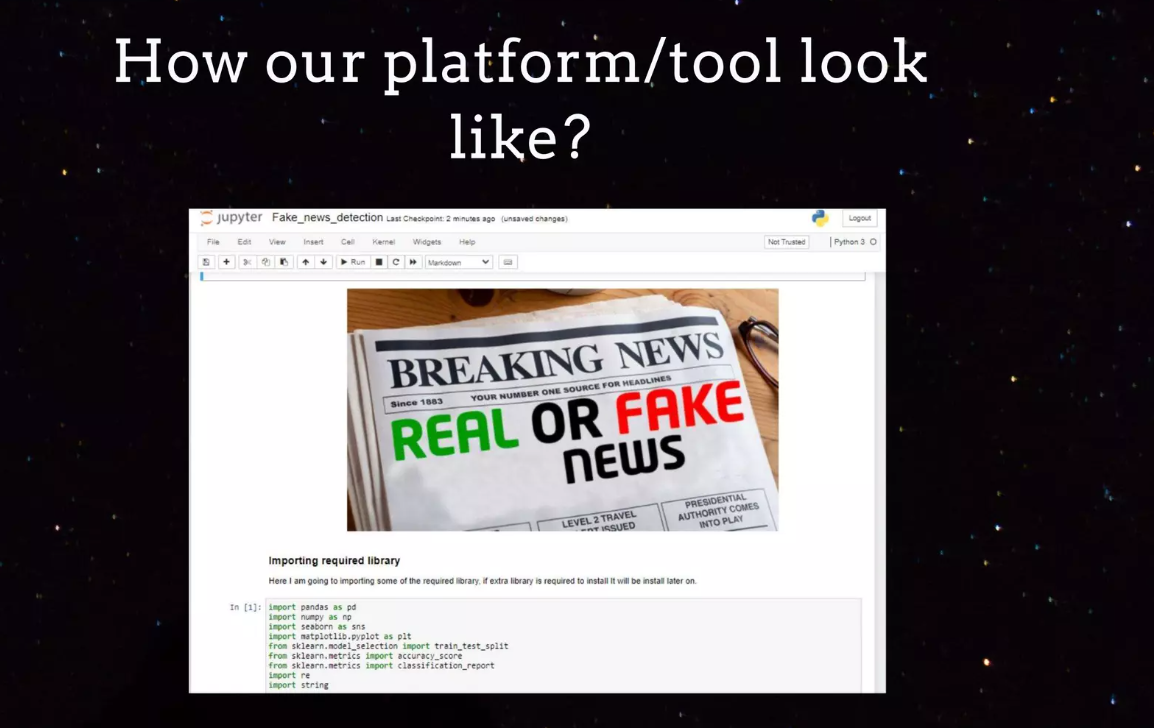 How our platform/tool look
like?
jupyter Fake_news_detection Last Checkpoint: 2 minutes ago (unsaved changes)
Logout
File Edit View Insert Cell Kernel Widgets Help
Not Trusted Python 3
Run Markdown
BREAKING NEWS
Since 1883 YOUR NUMBER ONE SOURCE FOR HEADLINES
REAL OR FAKE
NEWS
LEVEL 2 TRAVEL
ISSUED
PRESIDENTIAL
AUTHORITY COMES
INTO PLAY
Importing required library
Here I am going to importing some of the required library, if extra library is required to install It will be install later on.
In [1]: import pandas as pd
import numpy as np
import seaborn as sns
import matplotlib.pyplot as plt
from sklearn.model_selection import train_test_split
from sklearn.metrics import accuracy_score
from sklearn.metrics import classification_report
import re
import string